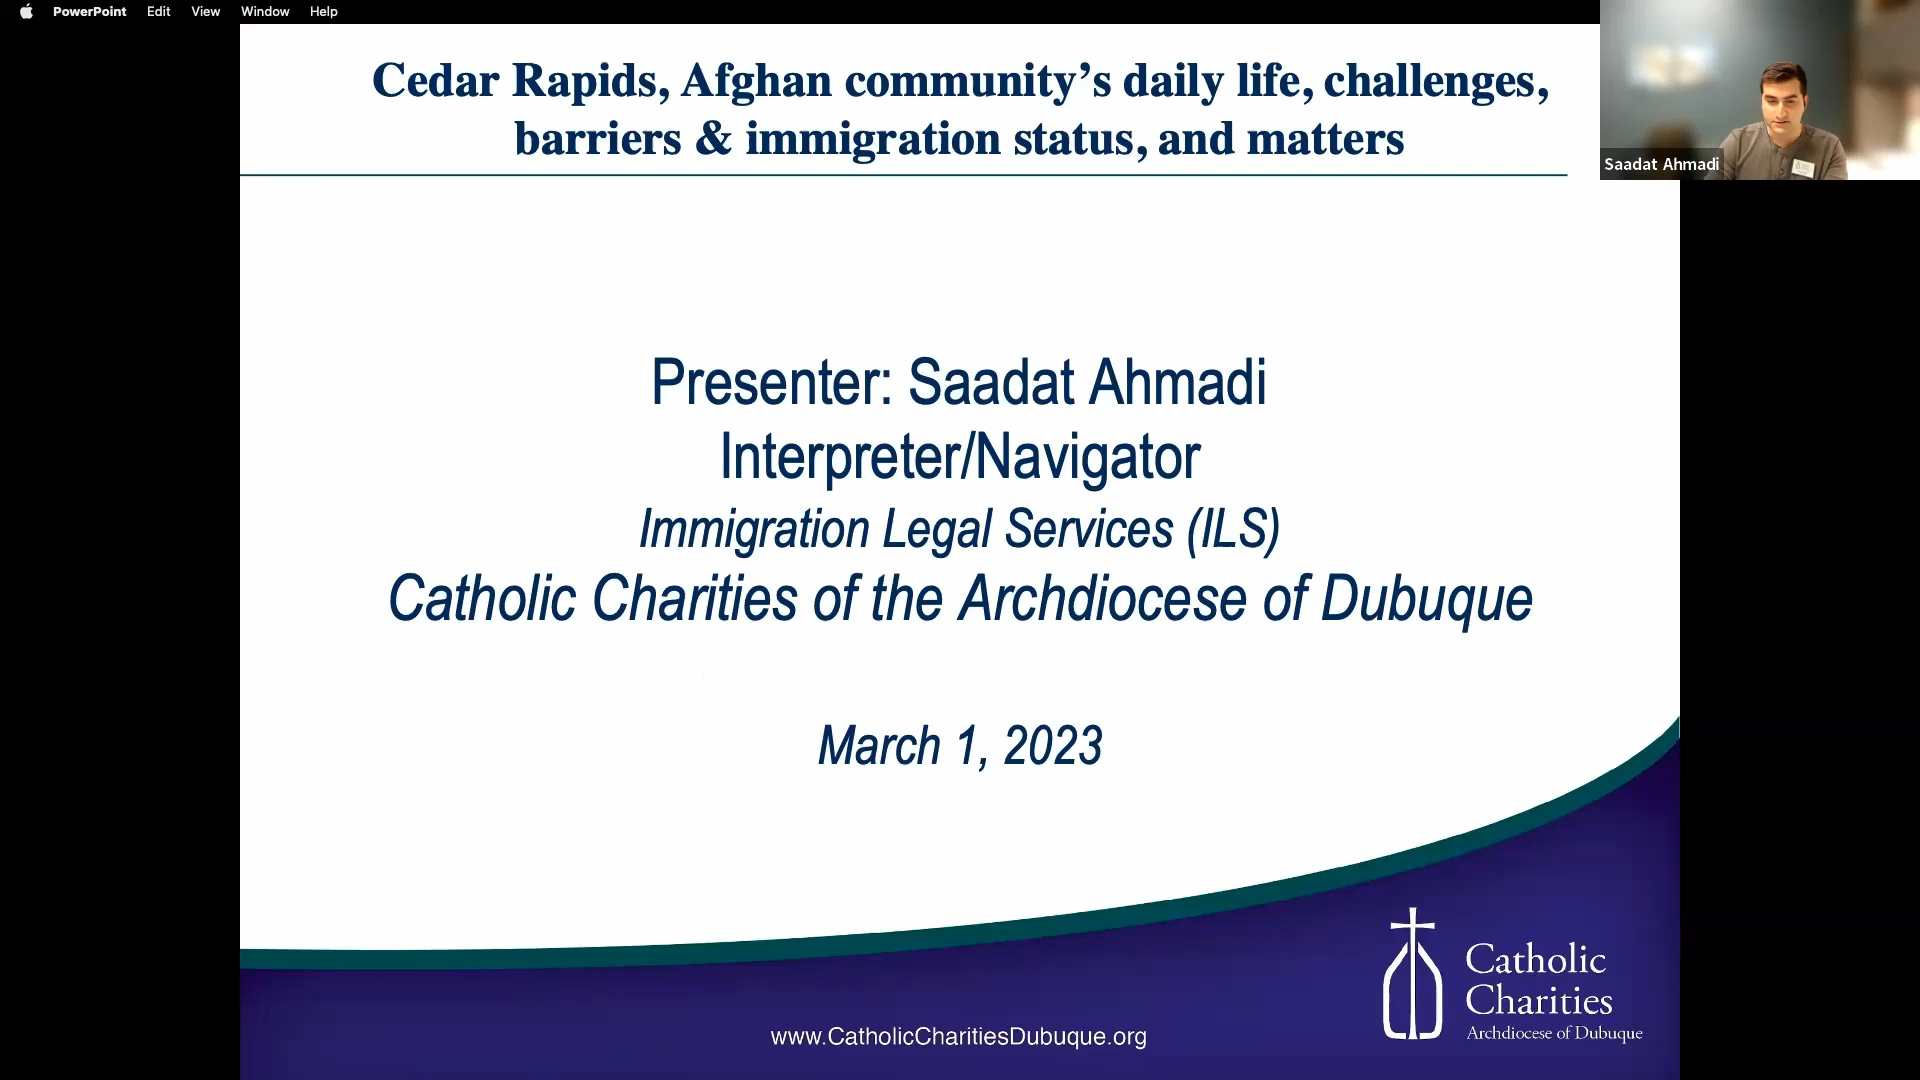 PowerPoint Edit View Window Help
Cedar Rapids, Afghan community’s daily life, challenges,
barriers & immigration status, and matters
Saadat Ahmadi
Presenter: Saadat Ahmadi
Interpreter/Navigator
Immigration Legal Services (ILS)
Catholic Charities of the Archdiocese of Dubuque
March 1, 2023
Catholic
Charities
Archdiocese of Dubuque
www.CatholicCharitiesDubuque.org